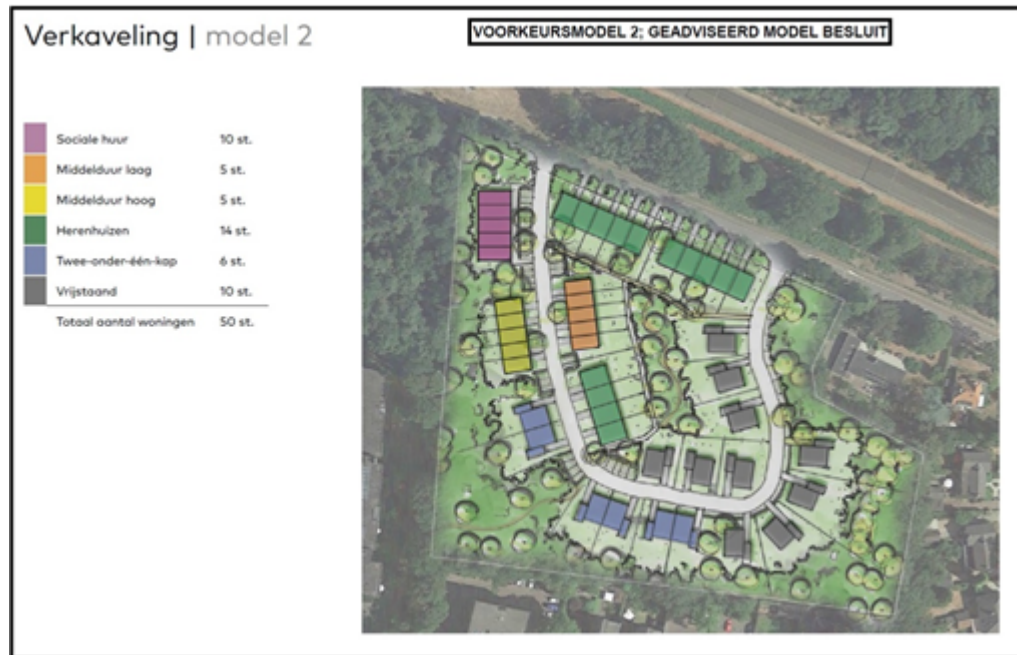 Verkaveling | model 2
VOORKEURSMODEL 2; GEADVISEERD MODEL BESLUIT
Sociale huur 10 st.
Middelduur laag 5 st.
Middelduur hoog 5 st.
Herenhuizen 14 st.
Twee-onder-één-kap 6 st.
Vrijstaand 10 st.
Totaal aantal woningen 50 st.